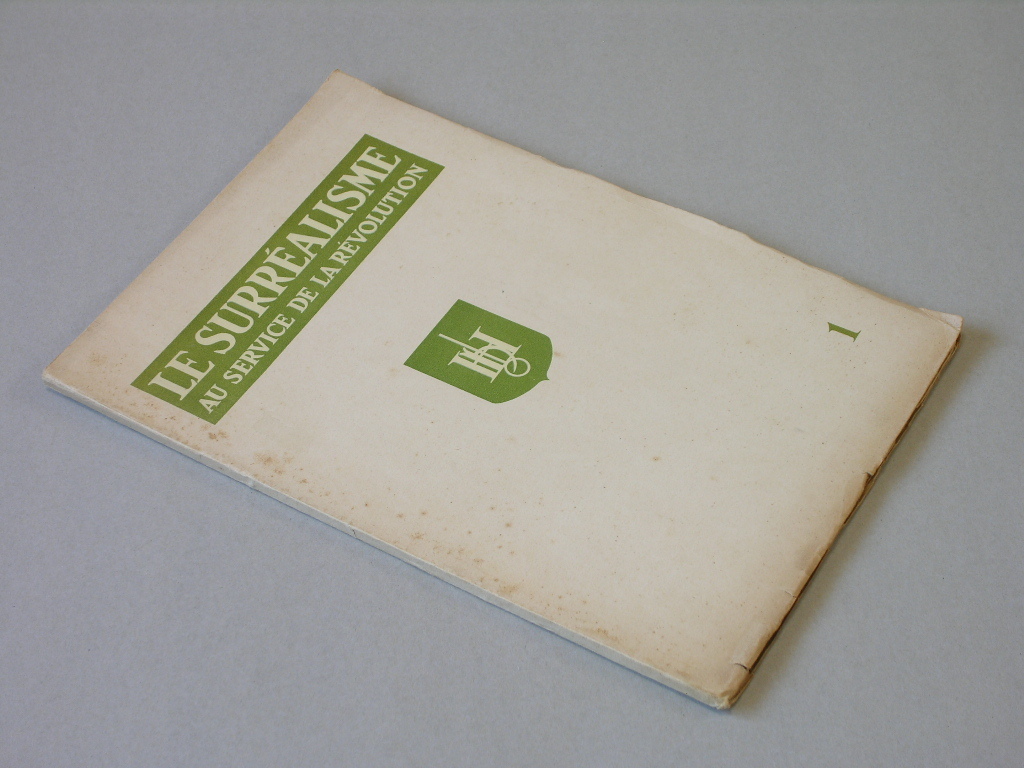 LE SURRÉALISME
AU SERVICE DE LA RÉVOLUTION
1